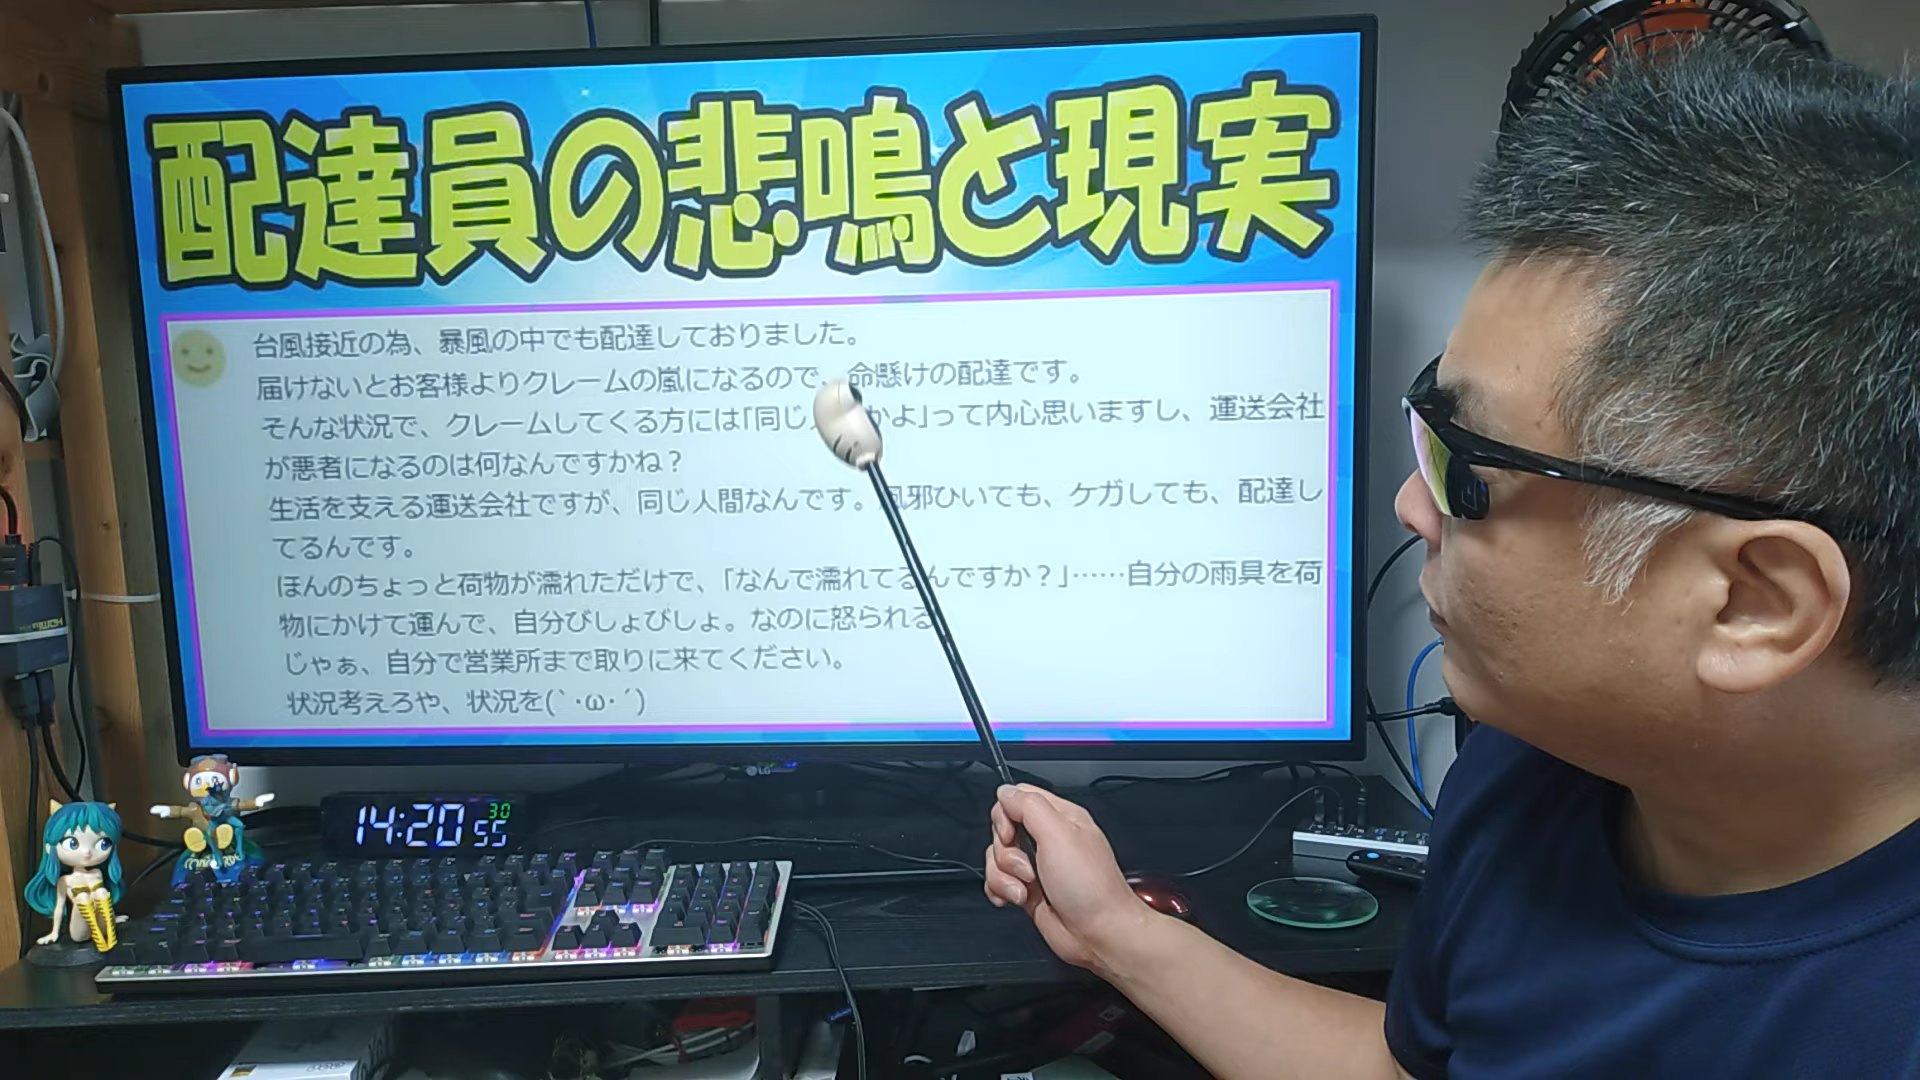 配達員の悲鳴と現実
台風接近の為、暴風の中でも配達しておりました。
届けないとお客様よりクレームの嵐になるので、命懸けの配達です。
そんな状況で、クレームしてくる方には「同じ かよ」って内心思いますし、運送会社
が悪者になるのは何なんですかね？
生活を支える運送会社ですが、同じ人間なんです。風邪ひいても、ケガしても、配達し
てるんです。
ほんのちょっと荷物が濡れただけで、「なんで濡れてるんですか？」……自分の雨具を荷
物にかけて運んで、自分びしょびしょ。なのに怒られる
じゃぁ、自分で営業所まで取りに来てください。
状況考えろや、状況を(｀･ω･´)
LG
14:20 55 30